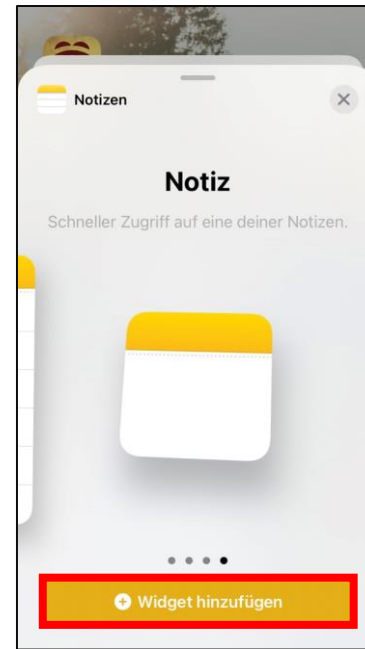 Notizen
Notiz
Schneller Zugriff auf eine deiner Notizen.
Widget hinzufügen